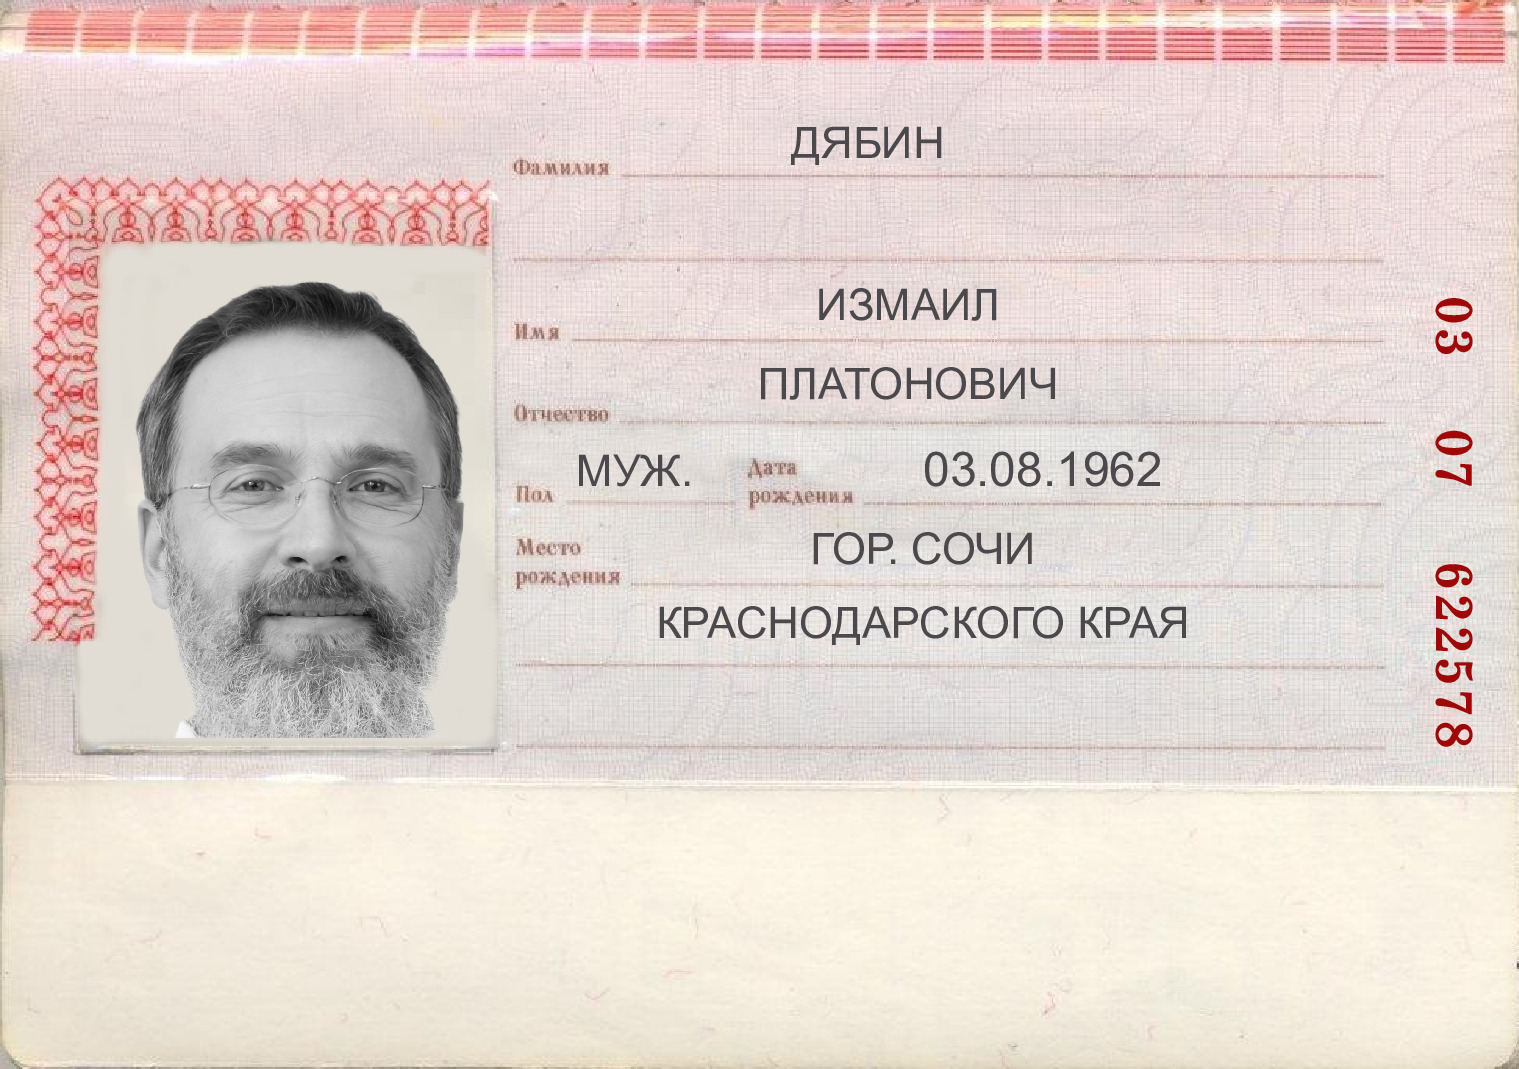 Фамилия ДЯБИН
Имя ИЗМАИЛ
Отчество ПЛАТОНОВИЧ
Пол МУЖ. Дата рождения 03.08.1962
Место рождения ГОР. СОЧИ
КРАСНОДАРСКОГО КРАЯ
03 07 622578